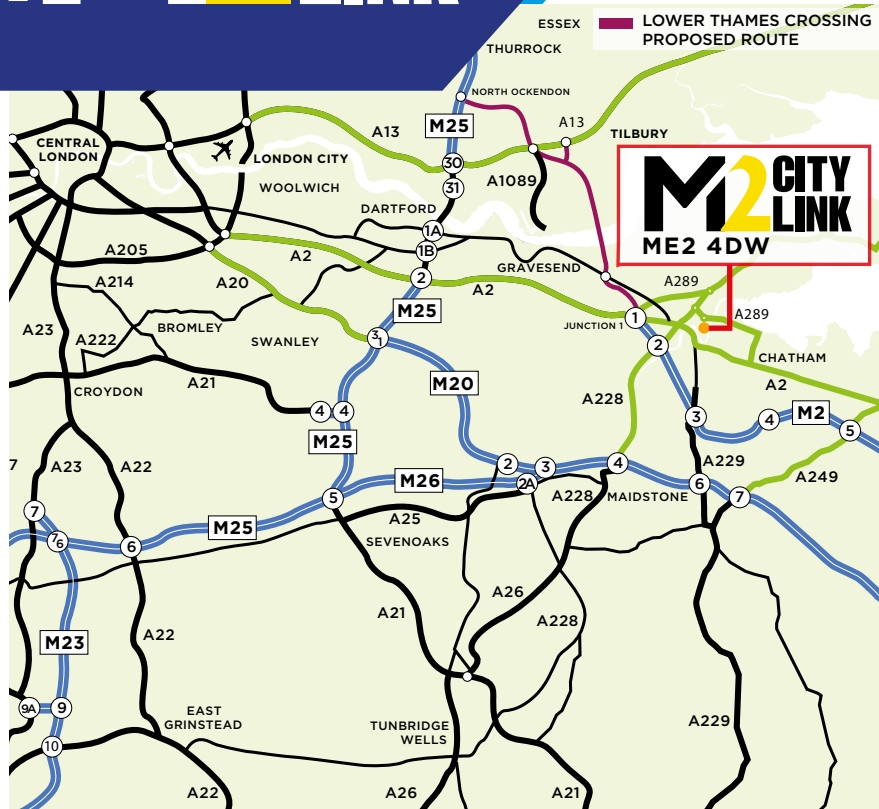 LINK
ESSEX
LOWER THAMES CROSSING
PROPOSED ROUTE
THURROCK
NORTH OCKENDON
A13
M25
A13
TILBURY
CENTRAL
LONDON
LONDON CITY
30
WOOLWICH
31
A1089
M2 CITY
LINK
ME2 4DW
DARTFORD
1A
1B
A205
A2
2
GRAVESEND
A214
A20
A2
A289
A23
M25
1
A289
A222
BROMLEY
JUNCTION 1
SWANLEY
3/1
2
CHATHAM
A21
M20
A2
CROYDON
A228
4
4
3
4
M2
5
M25
7
A23
A22
2
3
4
A229
M26
2A
6
A249
A228
MAIDSTONE
7
5
7
M25
A25
7/6
6
SEVENOAKS
A26
A21
A228
M23
A22
9A
9
EAST
GRINSTEAD
TUNBRIDGE
WELLS
A229
10
A22
A26
A21